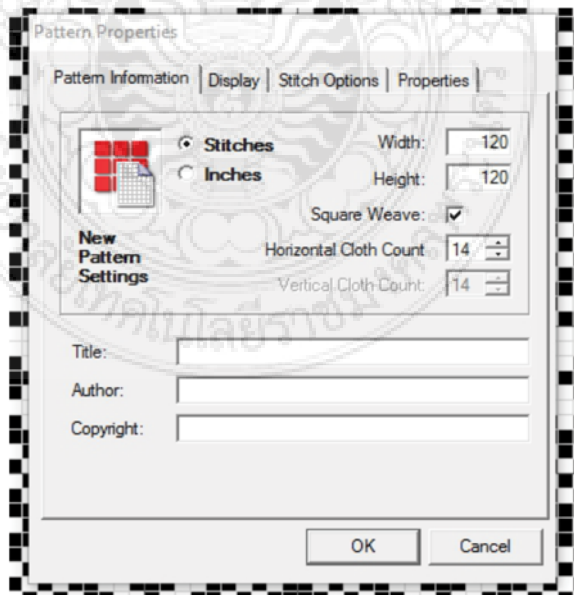 Pattern Properties
Pattern Information Display Stitch Options Properties
Stitches Width: 120
Inches Height: 120
Square Weave:
New Pattern Settings
Horizontal Cloth Count 14
Vertical Cloth Count: 14
Title:
Author:
Copyright:
OK Cancel